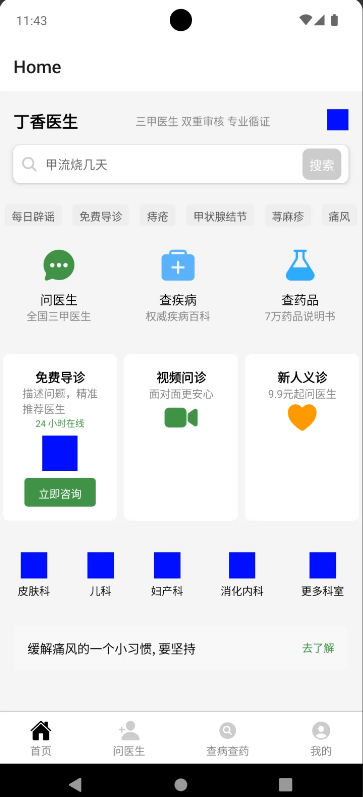 11:43
Home
丁香医生
三甲医生 双重审核 专业循证
甲流烧几天
搜索
每日辟谣 免费导诊 痔疮 甲状腺结节 荨麻疹 痛风
问医生 查疾病 查药品
全国三甲医生 权威疾病百科 7万药品说明书
免费导诊
描述问题，精准
推荐医生
24 小时在线
立即咨询
视频问诊
面对面更安心
新人义诊
9.9元起问医生
皮肤科 儿科 妇产科 消化内科 更多科室
缓解痛风的一个小习惯, 要坚持 去了解
首页 问医生 查病查药 我的